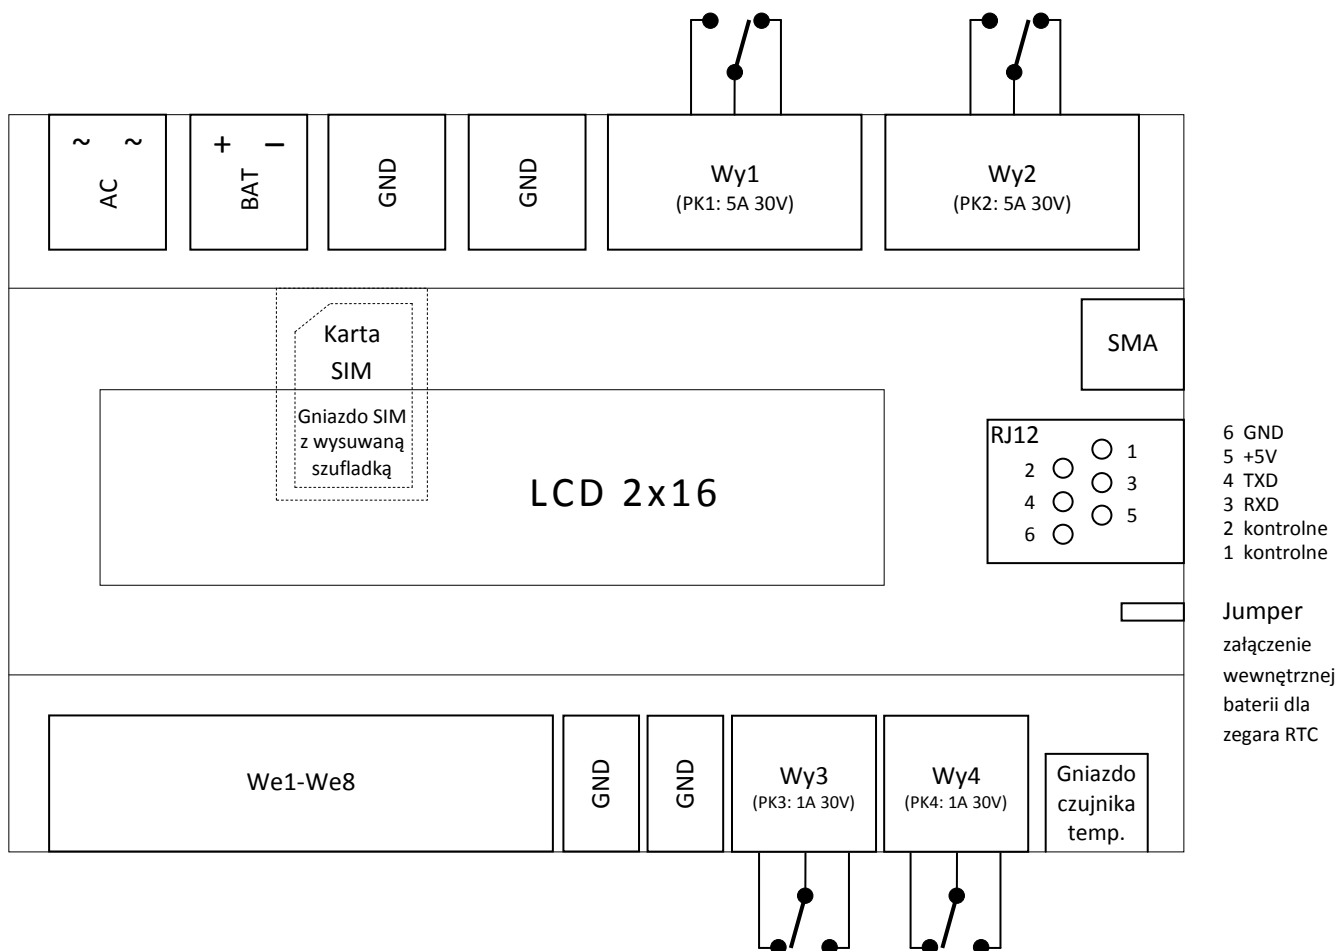 ~ ~
AC
+ −
BAT
GND
GND
Wy1
(PK1: 5A 30V)
Wy2
(PK2: 5A 30V)
Karta
SIM
Gniazdo SIM
z wysuwaną
szufladką
LCD 2x16
SMA
RJ12
1
2
3
4
5
6
6 GND
5 +5V
4 TXD
3 RXD
2 kontrolne
1 kontrolne
Jumper
załączenie
wewnętrznej
baterii dla
zegara RTC
We1-We8
GND
GND
Wy3
(PK3: 1A 30V)
Wy4
(PK4: 1A 30V)
Gniazdo
czujnika
temp.